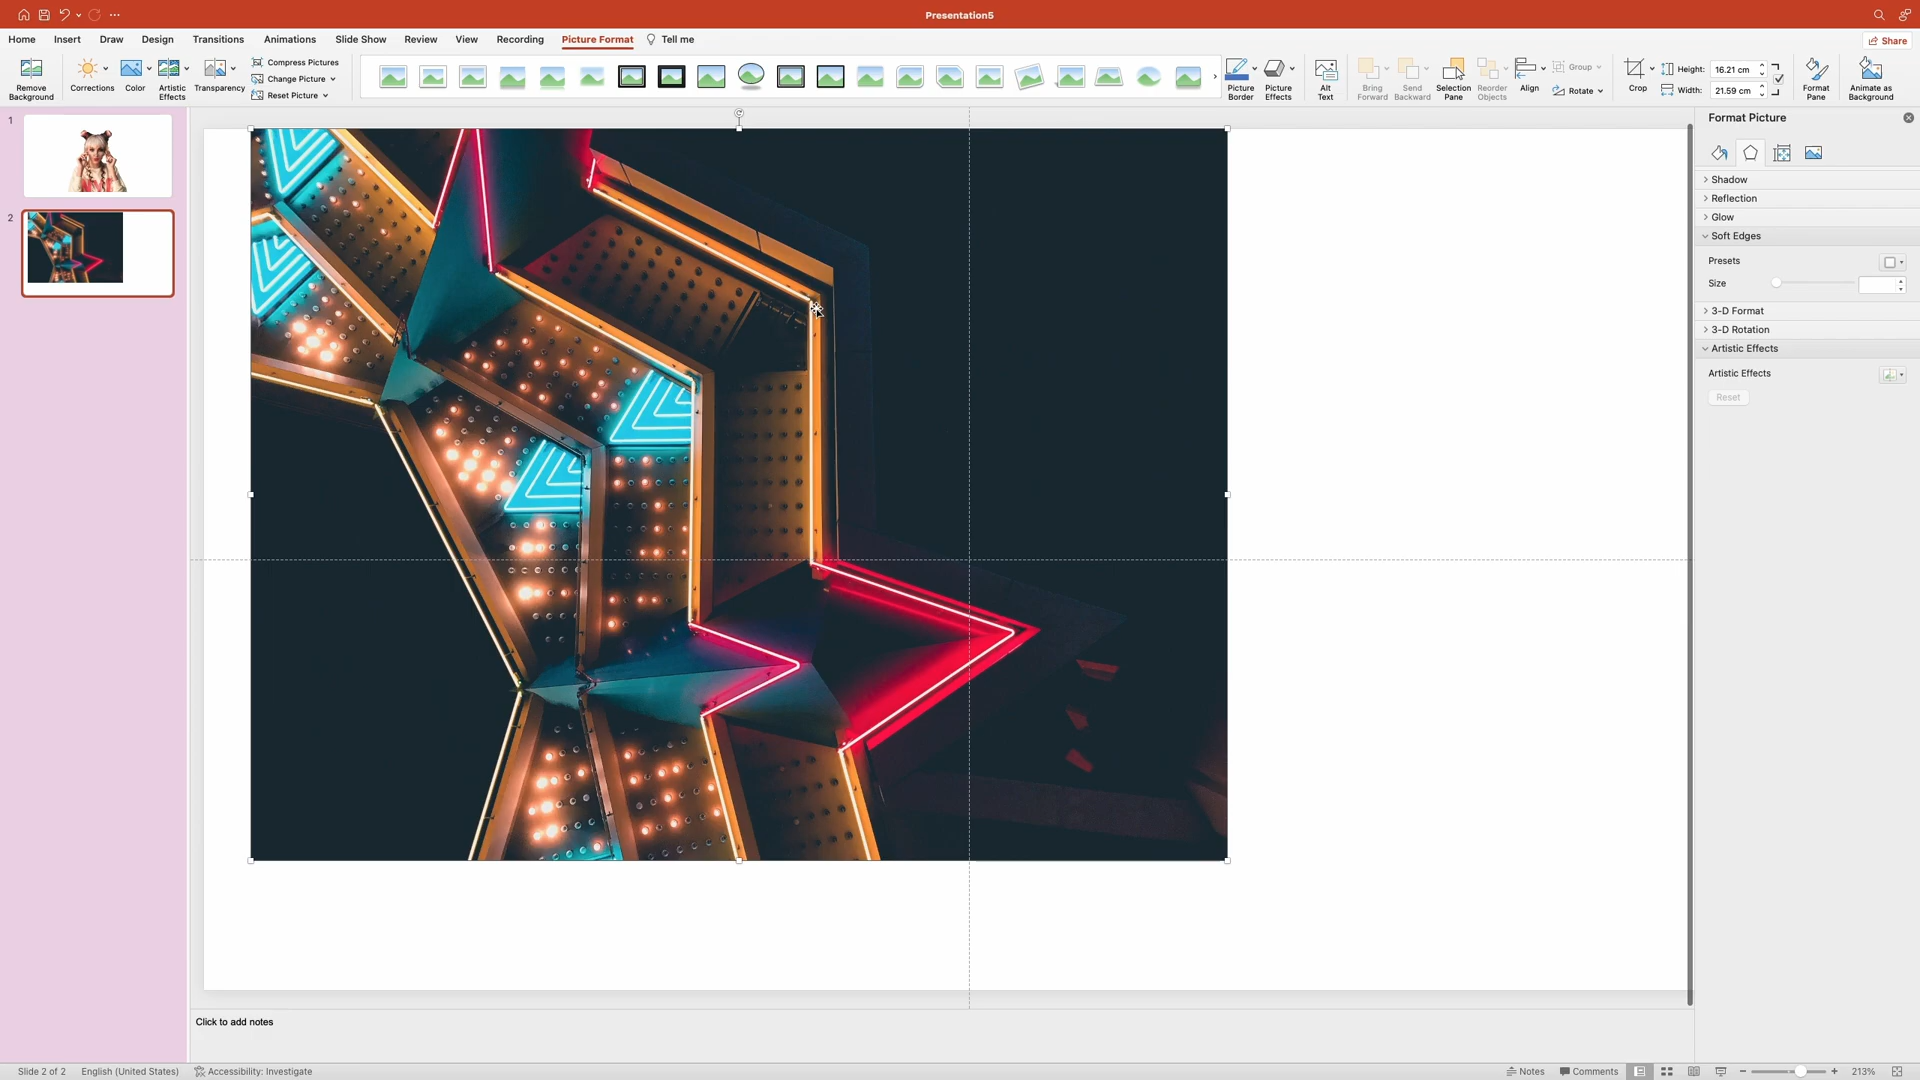 Presentation5
Home Insert Draw Design Transitions Animations Slide Show Review View Recording Picture Format Tell me
Share
Remove Background
Corrections
Color
Artistic Effects
Transparency
Compress Pictures
Change Picture
Reset Picture
Picture Border
Picture Effects
Alt Text
Bring Forward
Send Backward
Selection Pane
Reorder Objects
Align
Group
Rotate
Crop
Height: 16.21 cm
Width: 21.59 cm
Format Pane
Animate as Background
1
2
Format Picture
Shadow
Reflection
Glow
Soft Edges
Presets
Size
3-D Format
3-D Rotation
Artistic Effects
Artistic Effects
Reset
Click to add notes
Slide 2 of 2 English (United States) Accessibility: Investigate Notes Comments 213%